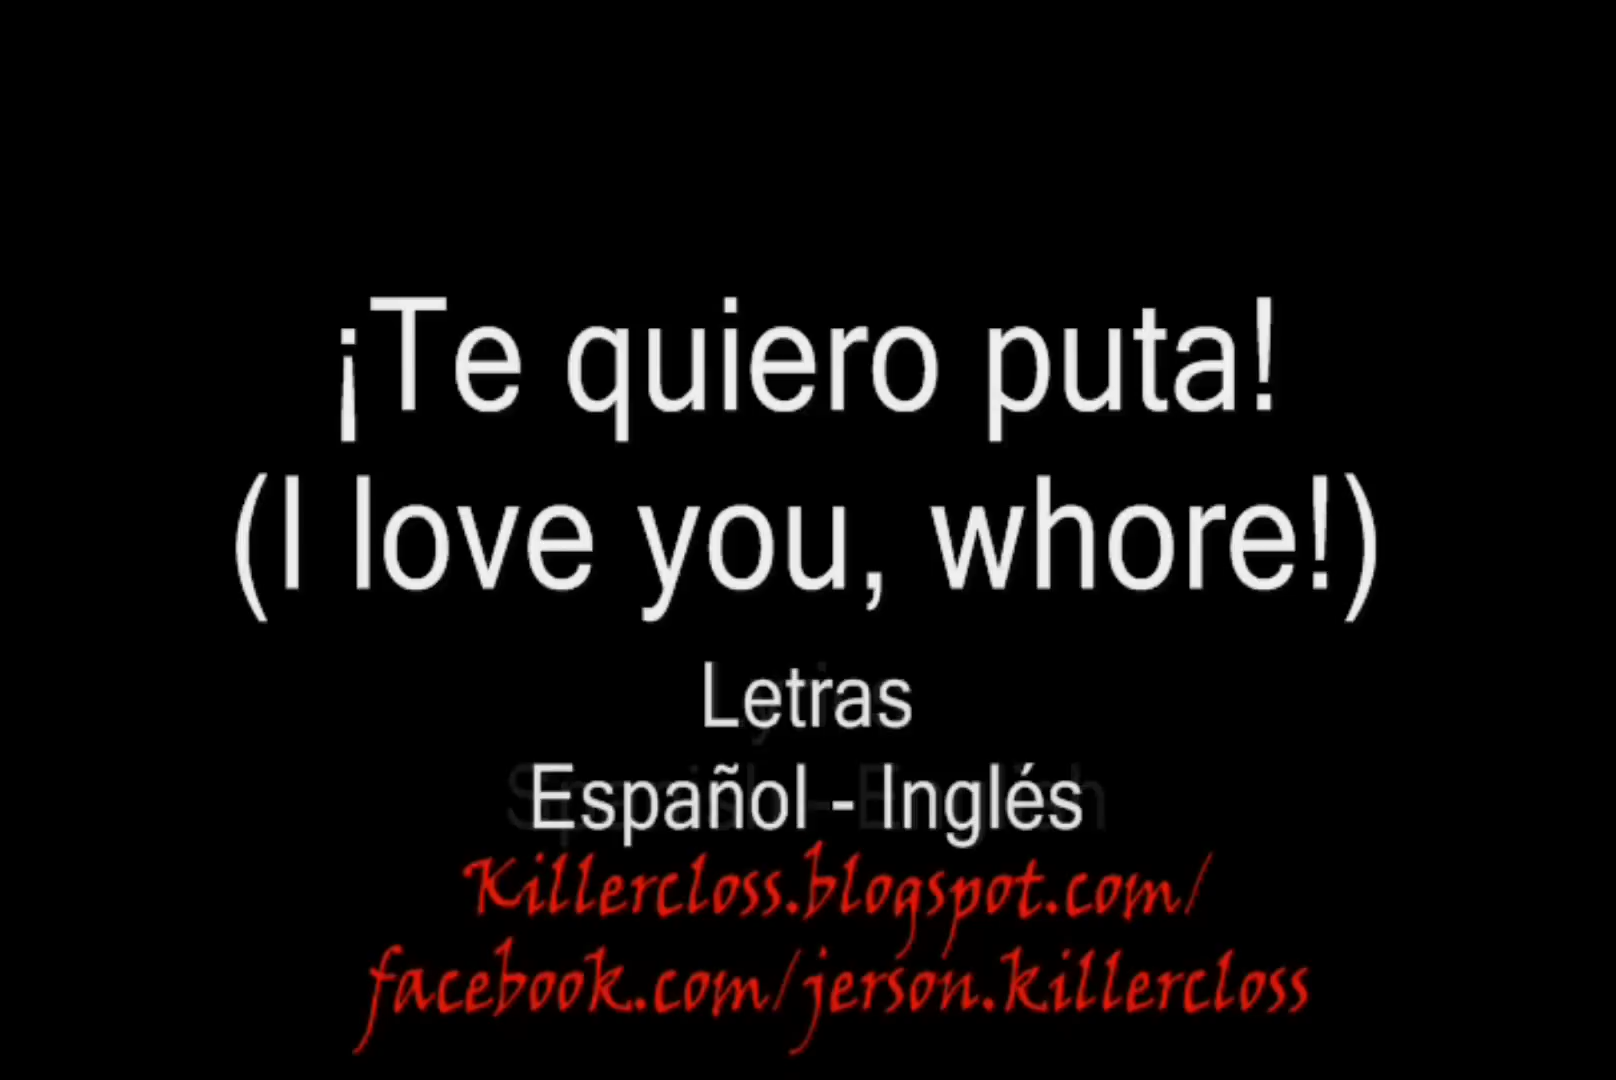 ¡Te quiero puta!
(I love you, whore!)
Letras
Español - Inglés
Killercloss.blogspot.com/
facebook.com/jerson.killercloss